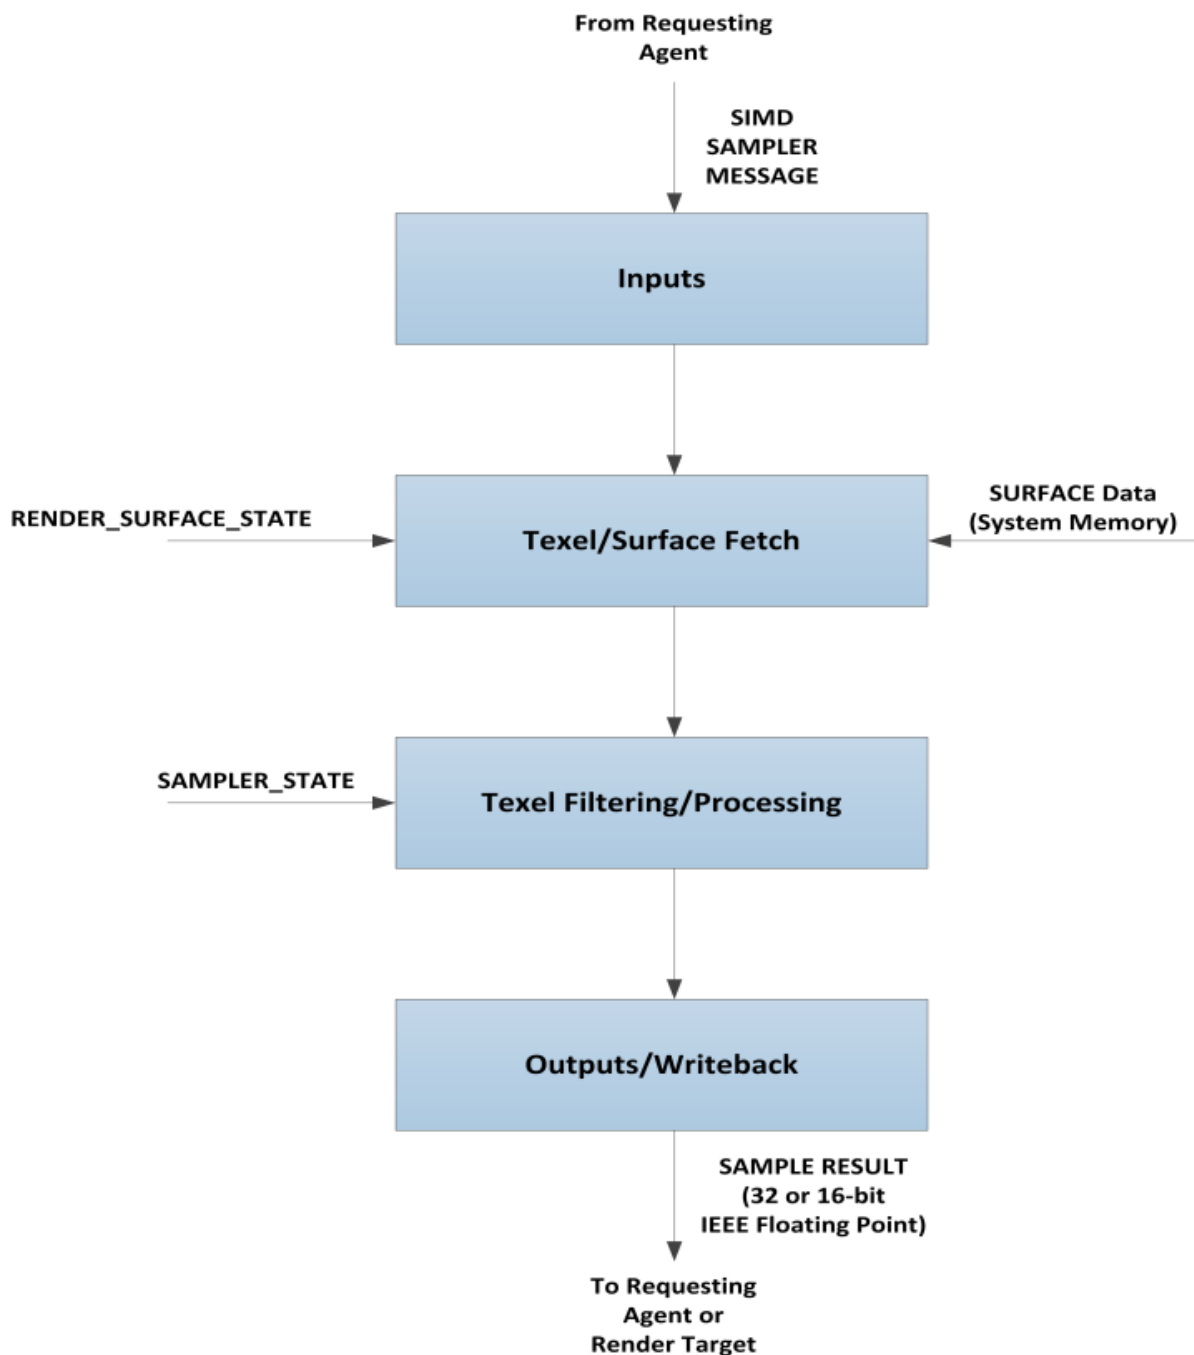 From Requesting
Agent
SIMD
SAMPLER
MESSAGE
Inputs
RENDER_SURFACE_STATE
Texel/Surface Fetch
SURFACE Data
(System Memory)
SAMPLER_STATE
Texel Filtering/Processing
Outputs/Writeback
SAMPLE RESULT
(32 or 16-bit
IEEE Floating Point)
To Requesting
Agent or
Render Target